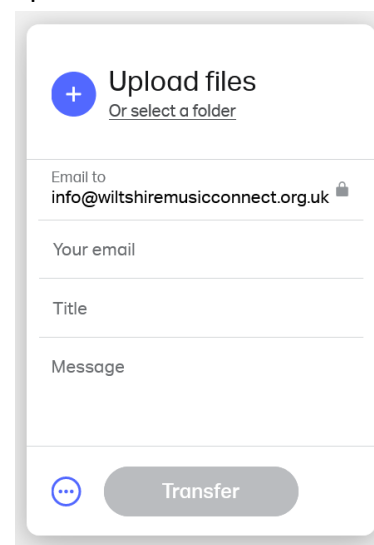 Upload files
Or select a folder
Email to
info@wiltshiremusicconnect.org.uk
Your email
Title
Message
Transfer